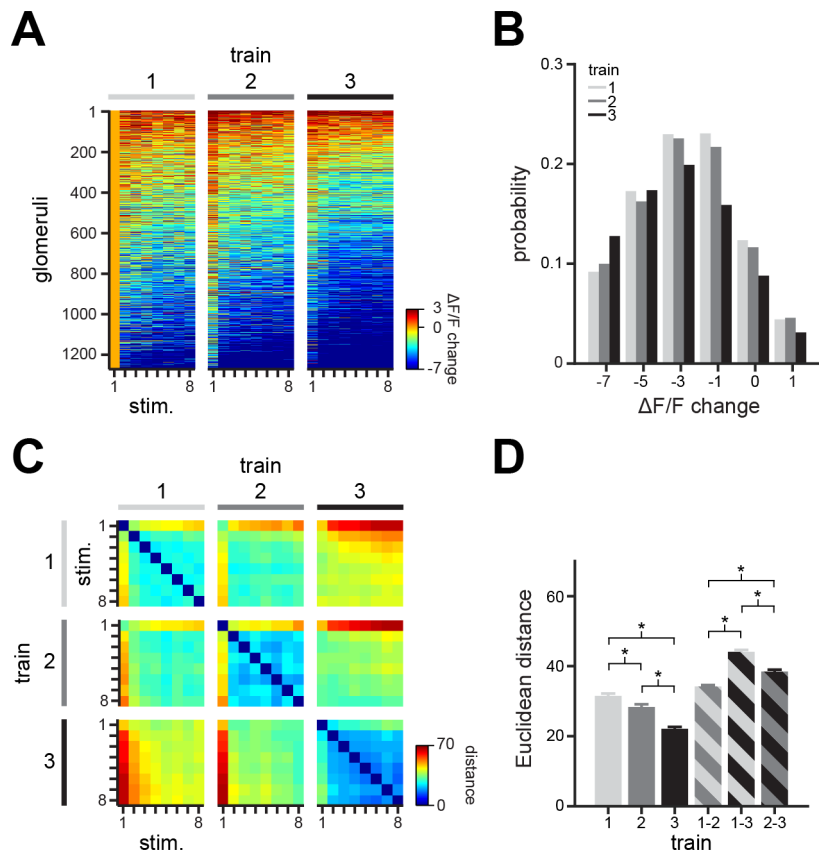 A
train
1 2 3
1
200
400
600
800
1000
1200
glomeruli
3
0
-7
ΔF/F change
1 8
stim.
B
0.3
0.2
0.1
0
probability
train
1
2
3
-7 -5 -3 -1 0 1
ΔF/F change
C
train
1 2 3
train
1
2
3
stim.
1
8
1
8
1
8
70
0
distance
1 8 1 8 1 8
stim.
D
60
40
20
0
Euclidean distance
* * * * * *
1 2 3 1-2 1-3 2-3
train